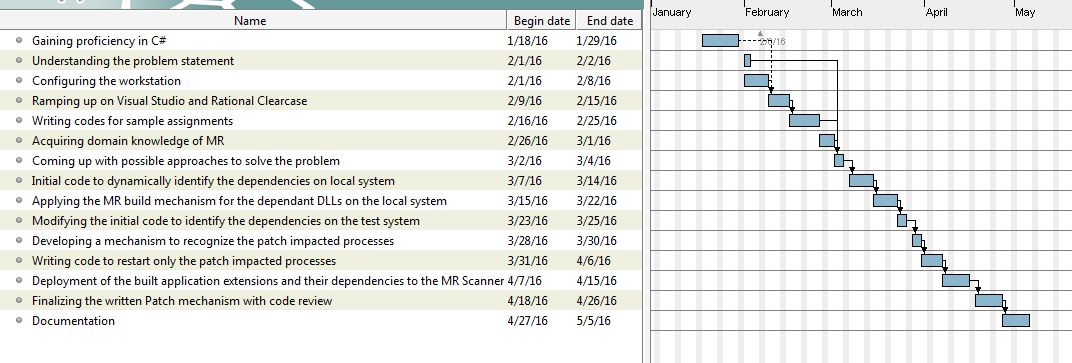 Name Begin date End date January February March April May
Gaining proficiency in C# 1/18/16 1/29/16
Understanding the problem statement 2/1/16 2/2/16
Configuring the workstation 2/1/16 2/8/16
Ramping up on Visual Studio and Rational Clearcase 2/9/16 2/15/16
Writing codes for sample assignments 2/16/16 2/25/16
Acquiring domain knowledge of MR 2/26/16 3/1/16
Coming up with possible approaches to solve the problem 3/2/16 3/4/16
Initial code to dynamically identify the dependencies on local system 3/7/16 3/14/16
Applying the MR build mechanism for the dependant DLLs on the local system 3/15/16 3/22/16
Modifying the initial code to identify the dependencies on the test system 3/23/16 3/25/16
Developing a mechanism to recognize the patch impacted processes 3/28/16 3/30/16
Writing code to restart only the patch impacted processes 3/31/16 4/6/16
Deployment of the built application extensions and their dependencies to the MR Scanner 4/7/16 4/15/16
Finalizing the written Patch mechanism with code review 4/18/16 4/26/16
Documentation 4/27/16 5/5/16